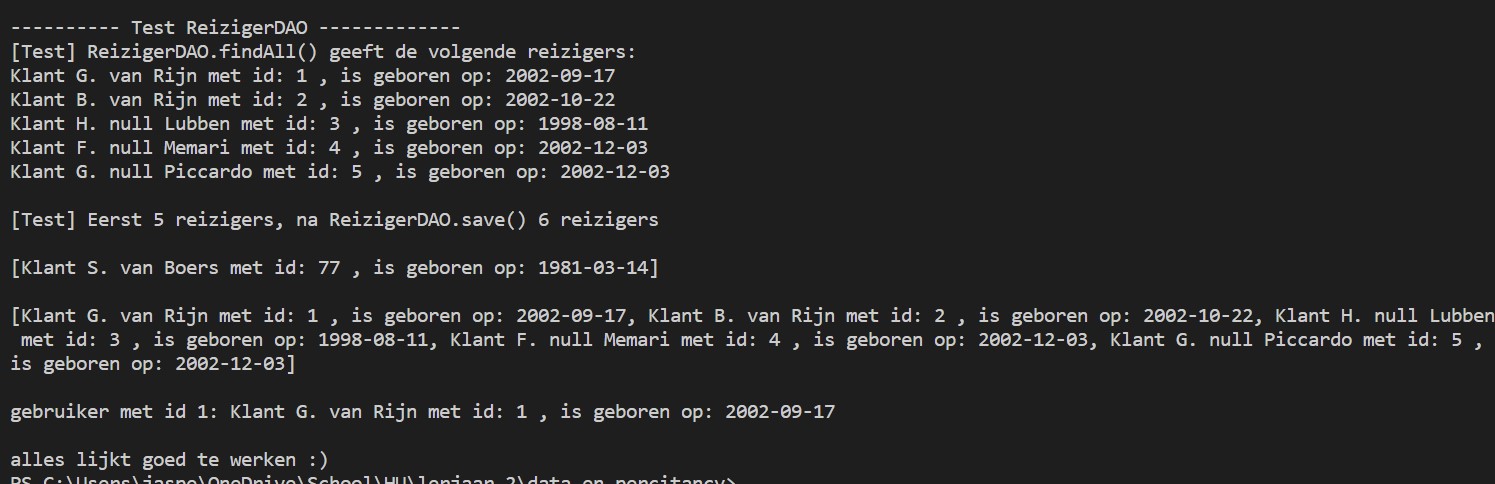 ---------- Test ReizigerDAO -------------
[Test] ReizigerDAO.findAll() geeft de volgende reizigers:
Klant G. van Rijn met id: 1 , is geboren op: 2002-09-17
Klant B. van Rijn met id: 2 , is geboren op: 2002-10-22
Klant H. null Lubben met id: 3 , is geboren op: 1998-08-11
Klant F. null Memari met id: 4 , is geboren op: 2002-12-03
Klant G. null Piccardo met id: 5 , is geboren op: 2002-12-03
[Test] Eerst 5 reizigers, na ReizigerDAO.save() 6 reizigers
[Klant S. van Boers met id: 77 , is geboren op: 1981-03-14]
[Klant G. van Rijn met id: 1 , is geboren op: 2002-09-17, Klant B. van Rijn met id: 2 , is geboren op: 2002-10-22, Klant H. null Lubben
met id: 3 , is geboren op: 1998-08-11, Klant F. null Memari met id: 4 , is geboren op: 2002-12-03, Klant G. null Piccardo met id: 5 ,
is geboren op: 2002-12-03]
gebruiker met id 1: Klant G. van Rijn met id: 1 , is geboren op: 2002-09-17
alles lijkt goed te werken :)
PS C:\Users\jaspe\OneDrive\School\HU\leerjaar 2\data en percitancy>